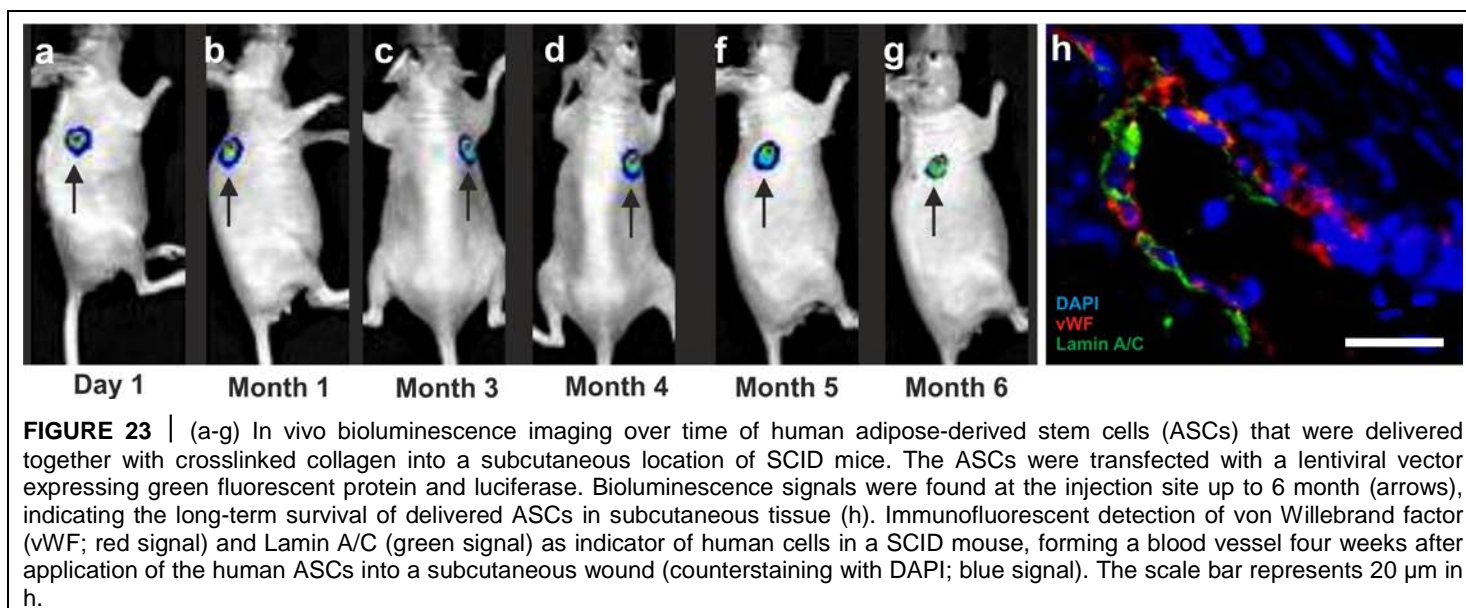 a b c d f g h
DAPI
vWF
Lamin A/C
Day 1 Month 1 Month 3 Month 4 Month 5 Month 6
FIGURE 23 | (a-g) In vivo bioluminescence imaging over time of human adipose-derived stem cells (ASCs) that were delivered
together with crosslinked collagen into a subcutaneous location of SCID mice. The ASCs were transfected with a lentiviral vector
expressing green fluorescent protein and luciferase. Bioluminescence signals were found at the injection site up to 6 month (arrows),
indicating the long-term survival of delivered ASCs in subcutaneous tissue (h). Immunofluorescent detection of von Willebrand factor
(vWF; red signal) and Lamin A/C (green signal) as indicator of human cells in a SCID mouse, forming a blood vessel four weeks after
application of the human ASCs into a subcutaneous wound (counterstaining with DAPI; blue signal). The scale bar represents 20 µm in
h.